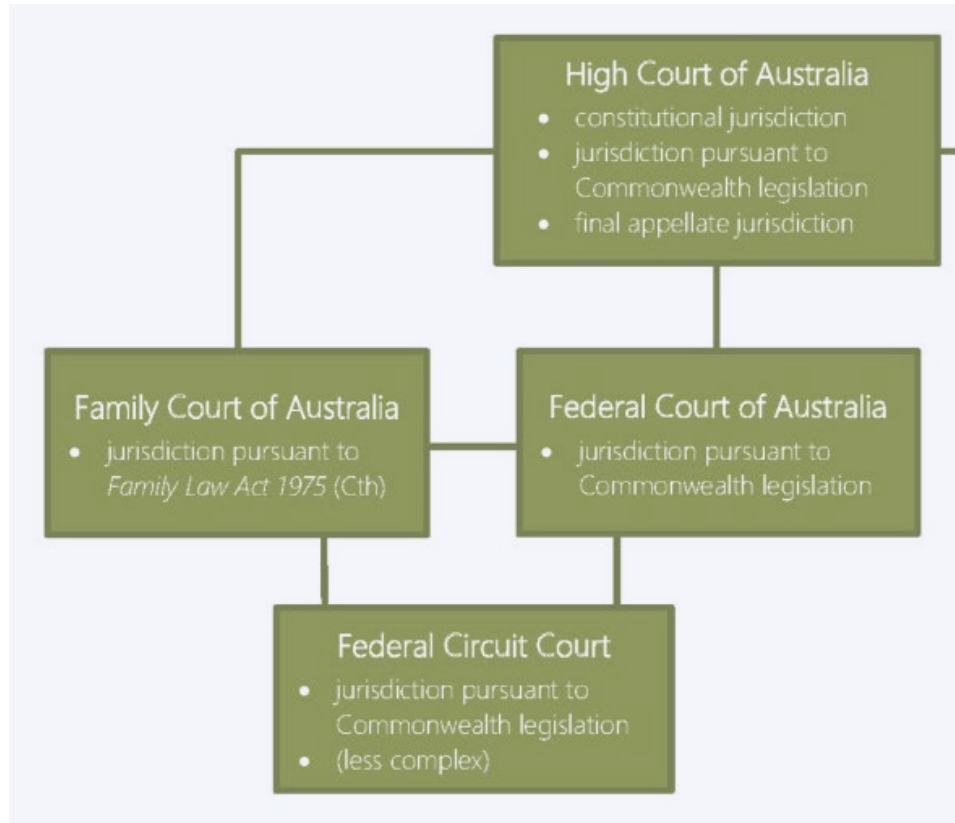 High Court of Australia
• constitutional jurisdiction
• jurisdiction pursuant to
Commonwealth legislation
• final appellate jurisdiction
Family Court of Australia
• jurisdiction pursuant to
Family Law Act 1975 (Cth)
Federal Court of Australia
• jurisdiction pursuant to
Commonwealth legislation
Federal Circuit Court
• jurisdiction pursuant to
Commonwealth legislation
• (less complex)